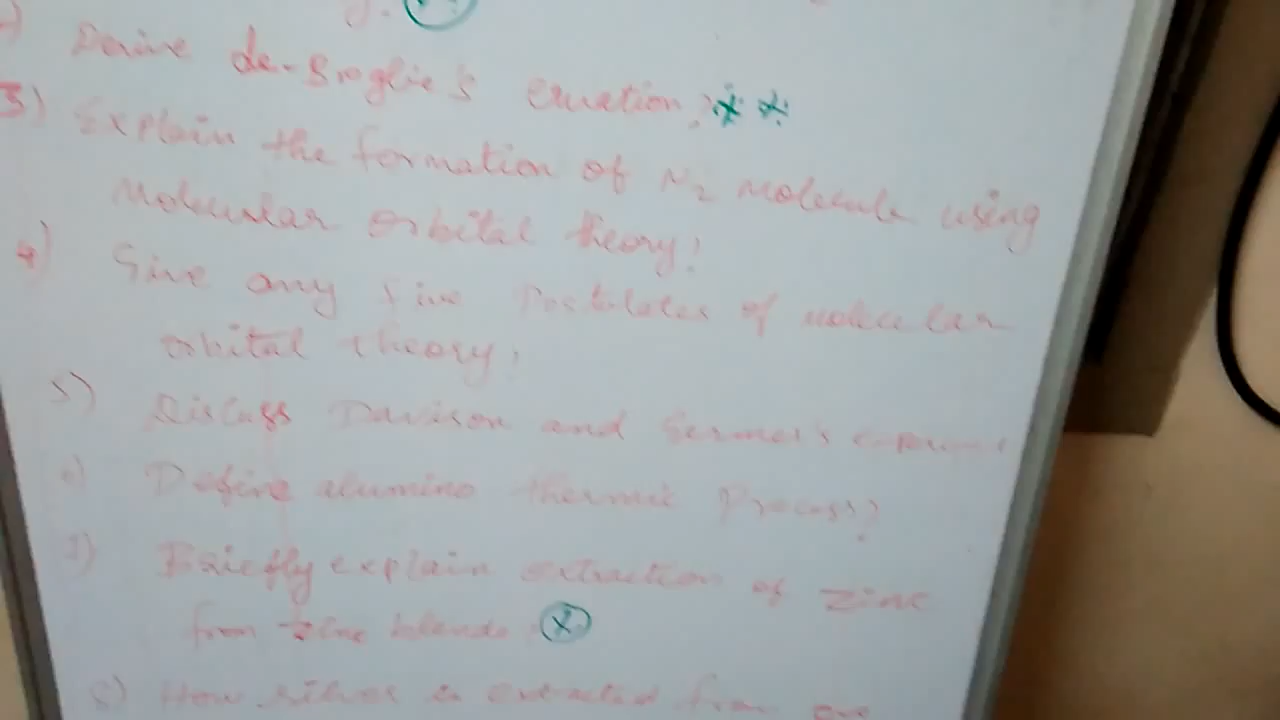 Derive de-Broglie's equation? **
3) Explain the formation of N2 molecule using
Molecular orbital theory?
4) Give any five Postulates of molecular
orbital theory?
5) Discuss Davison and Germer's
Define alumino thermic Process?
7) Briefly explain extraction of zinc
from zinc blende
How silver is extracted from ore